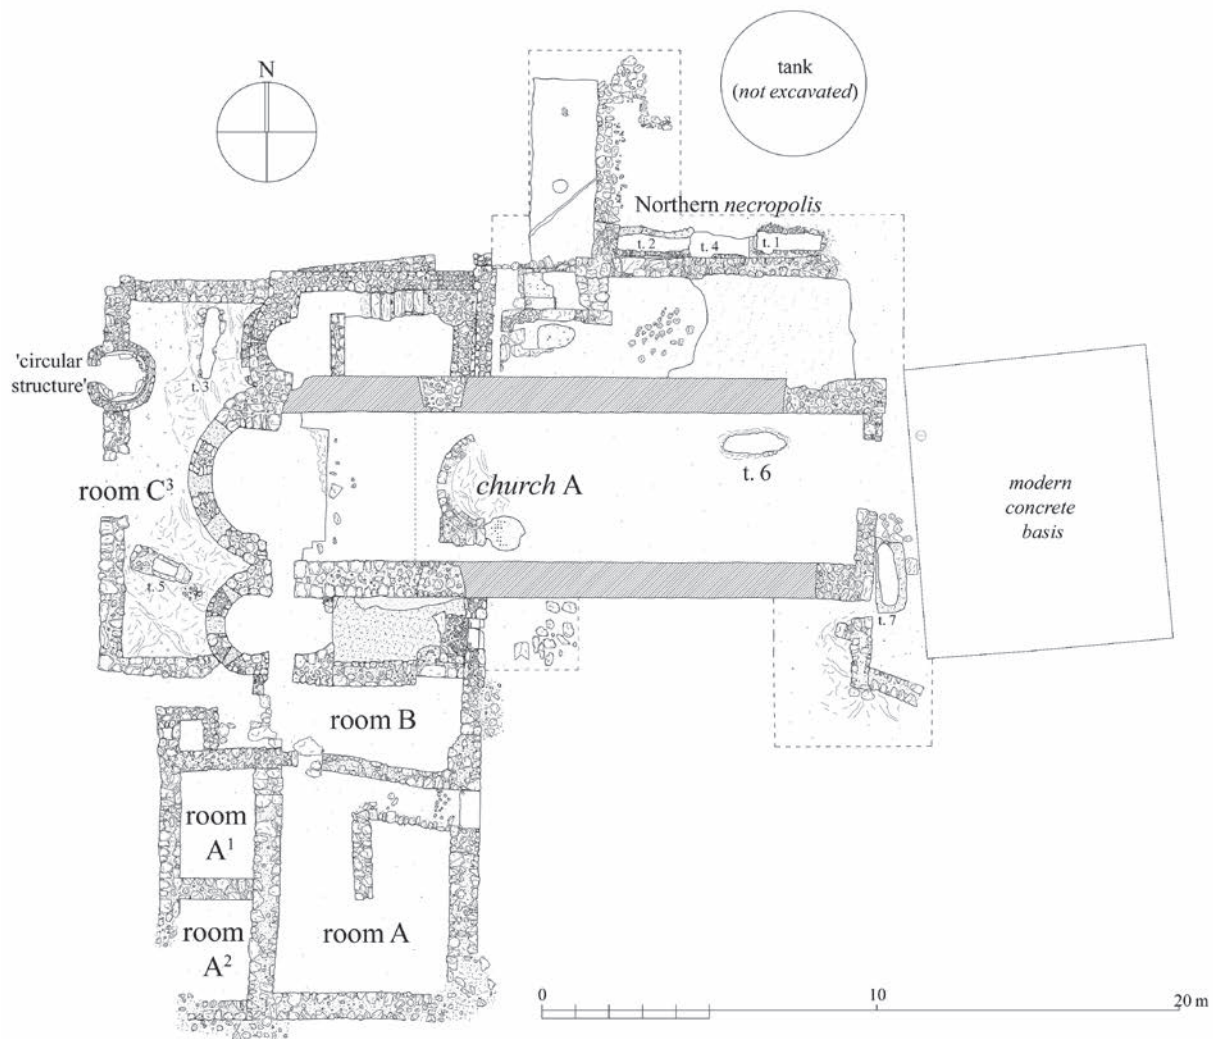 N
tank
(not excavated)
Northern necropolis
t. 2
t. 4
t. 1
'circular
structure'
t. 3
room C³
church A
t. 6
modern
concrete
basis
t. 5
t. 7
room B
room
A¹
room
A²
room A
0
10
20 m